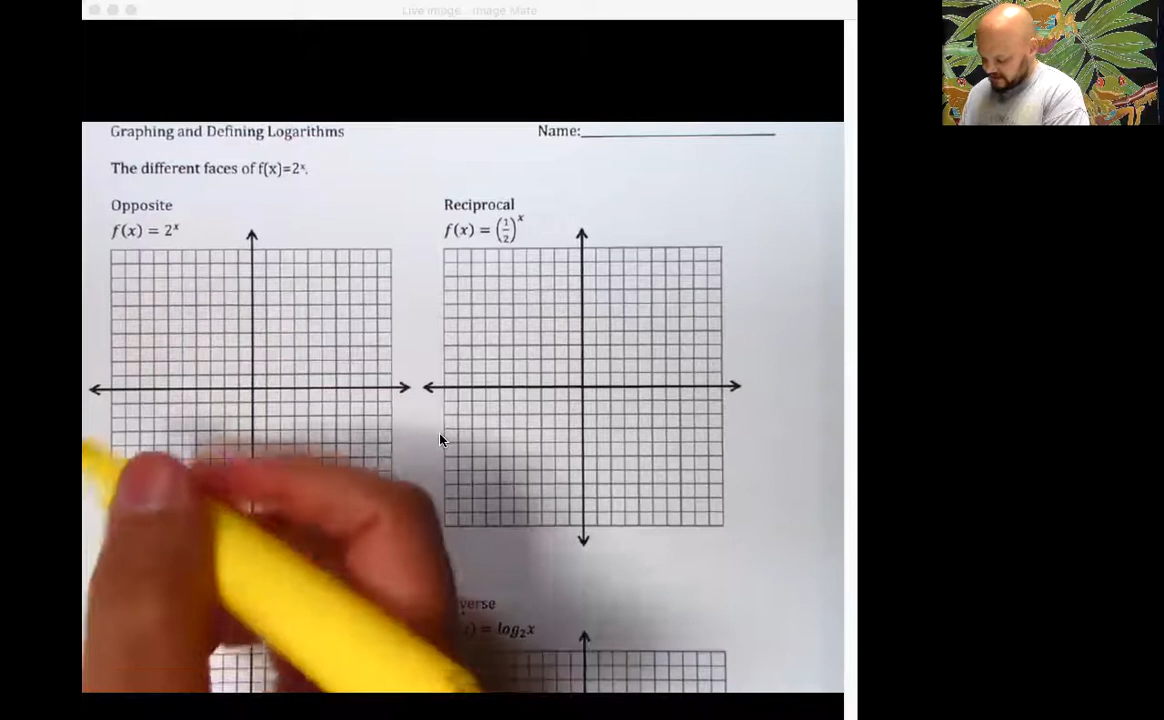 Live image... Image Mate
Graphing and Defining Logarithms Name:
The different faces of f(x)=2ˣ.
Opposite
f(x) = 2ˣ
Reciprocal
f(x) = (1/2)ˣ
verse
) = log₂x